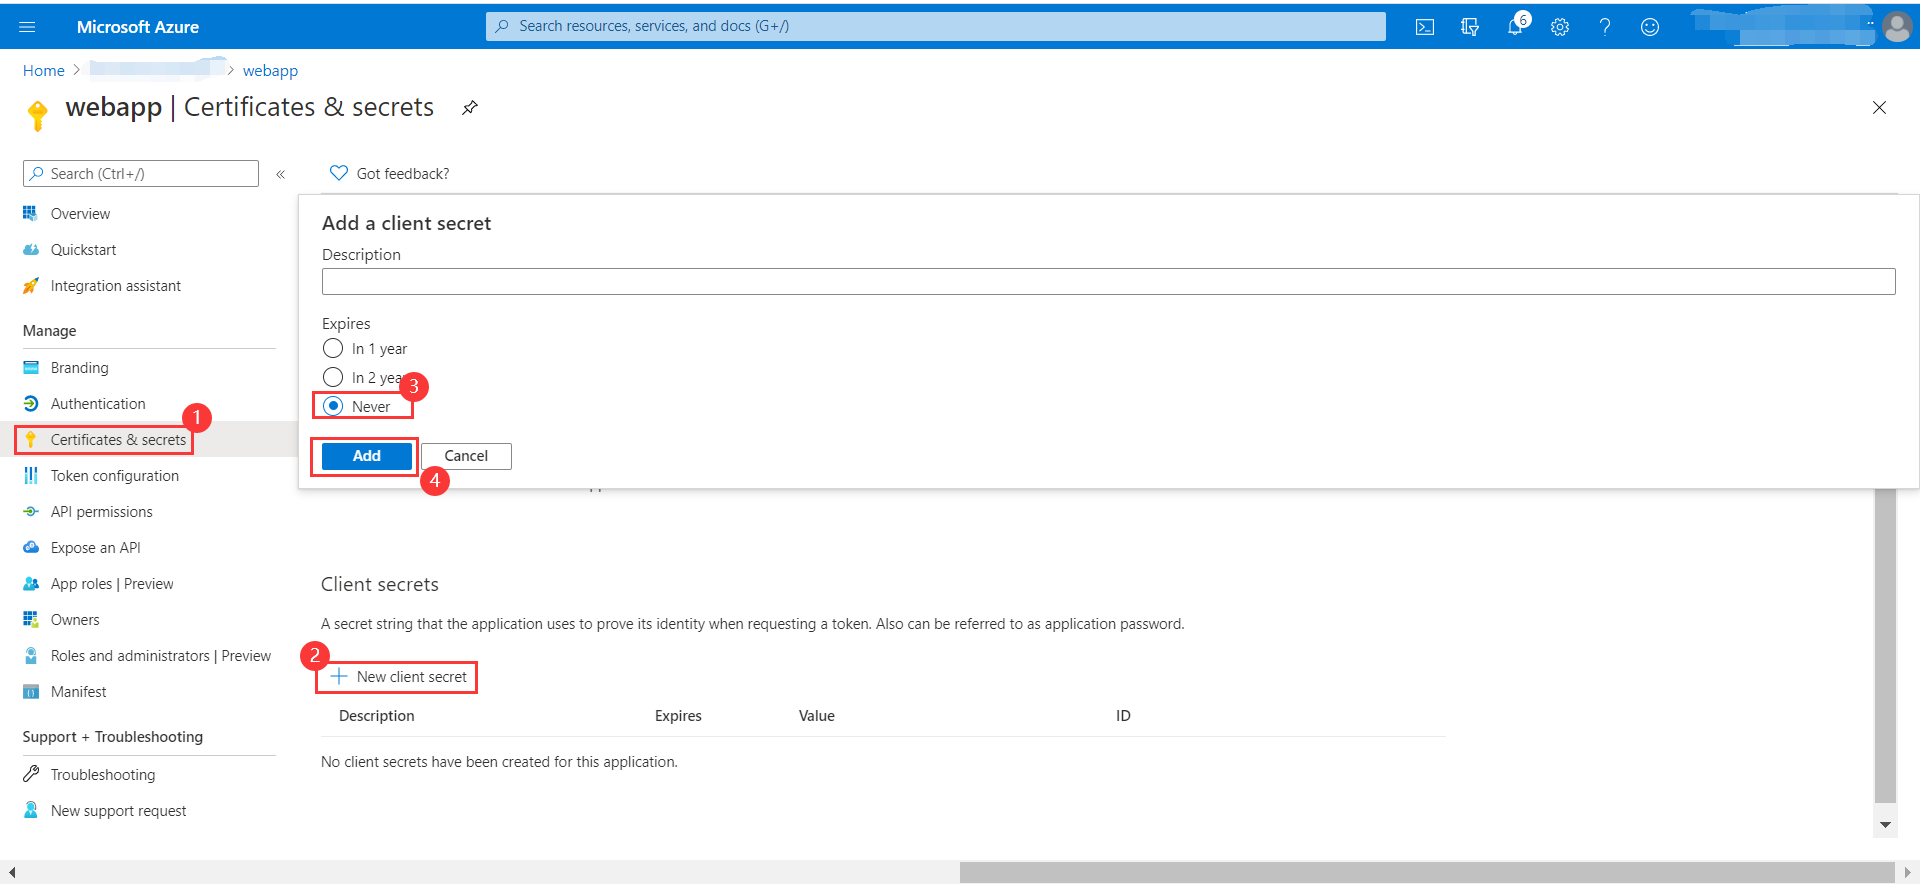 Microsoft Azure
Search resources, services, and docs (G+/)
6
Home > > webapp
webapp | Certificates & secrets
Search (Ctrl+/)
«
Got feedback?
Overview
Quickstart
Integration assistant
Manage
Branding
Authentication
1
Certificates & secrets
Token configuration
API permissions
Expose an API
App roles | Preview
Owners
Roles and administrators | Preview
Manifest
Support + Troubleshooting
Troubleshooting
New support request
Add a client secret
Description
Expires
In 1 year
In 2 yea
3
Never
Add
Cancel
4
Client secrets
A secret string that the application uses to prove its identity when requesting a token. Also can be referred to as application password.
2
New client secret
Description Expires Value ID
No client secrets have been created for this application.